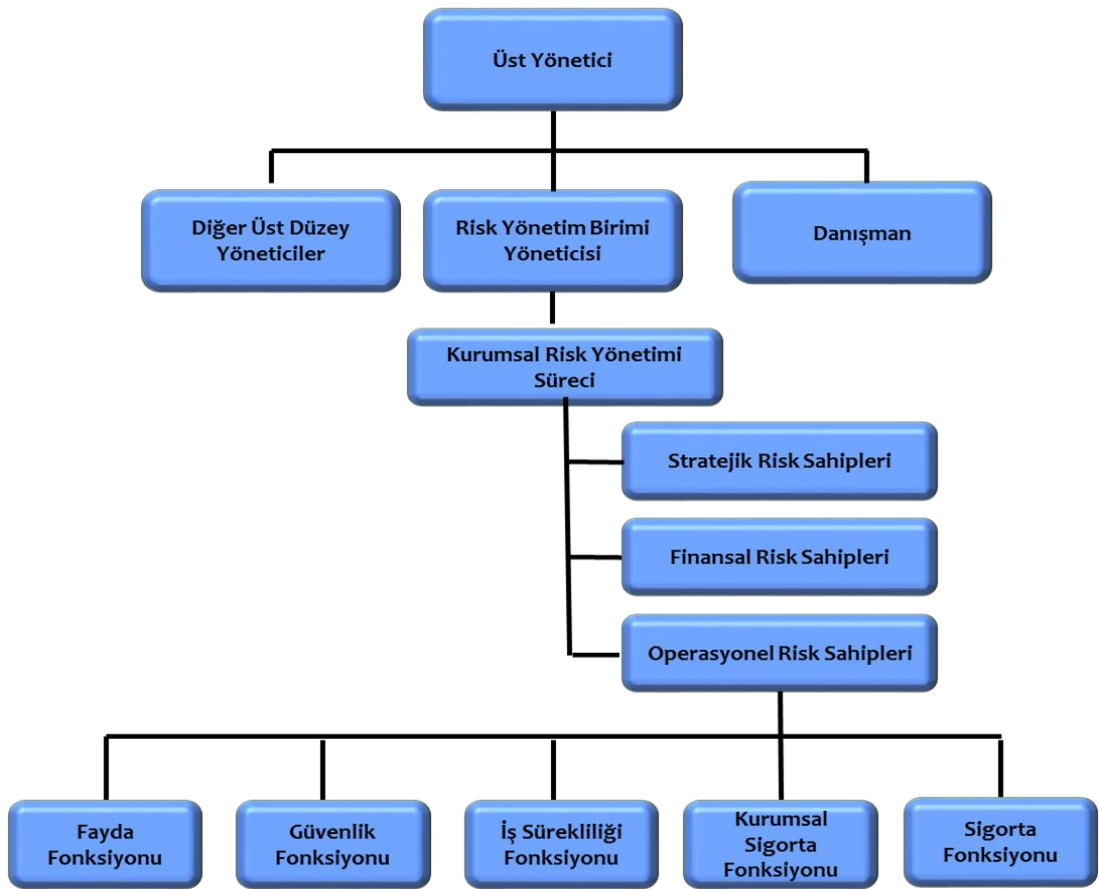 Üst Yönetici
Diğer Üst Düzey
Yöneticiler
Risk Yönetim Birimi
Yöneticisi
Danışman
Kurumsal Risk Yönetimi
Süreci
Stratejik Risk Sahipleri
Finansal Risk Sahipleri
Operasyonel Risk Sahipleri
Fayda
Fonksiyonu
Güvenlik
Fonksiyonu
İş Sürekliliği
Fonksiyonu
Kurumsal
Sigorta
Fonksiyonu
Sigorta
Fonksiyonu